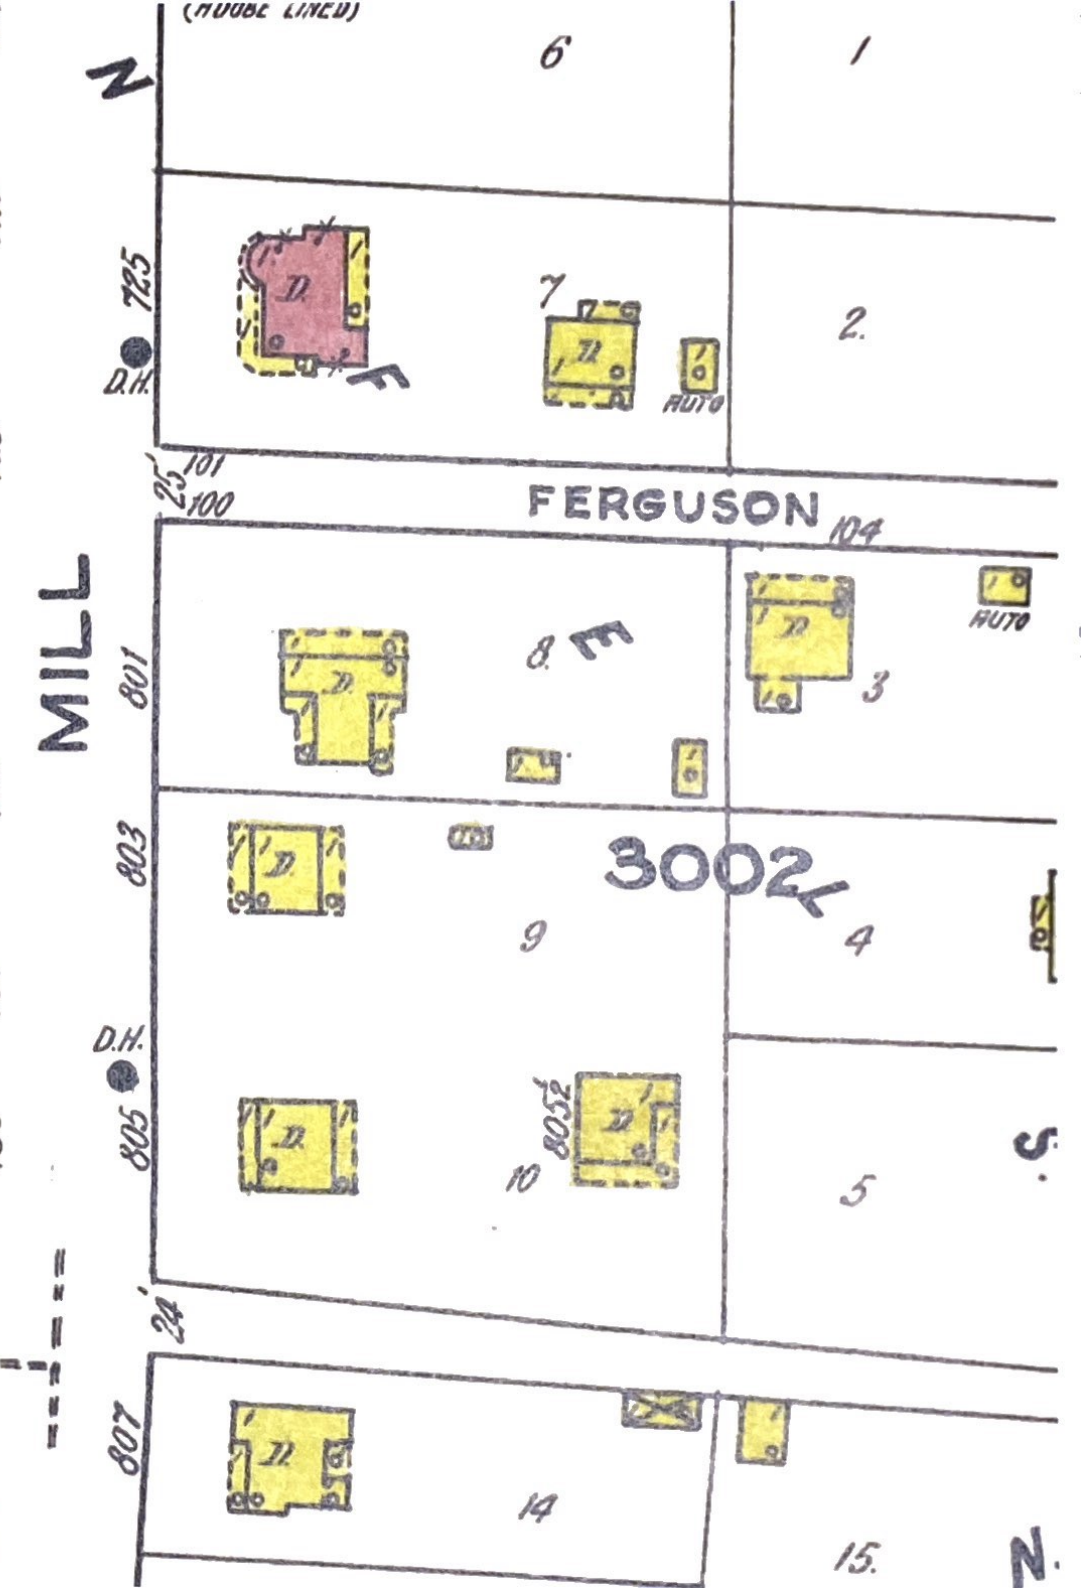 (HOUSE LINED)
6
1
N
725
D.
7
D
2.
D.H.
F
AUTO
101
25'
100
FERGUSON
104
MILL
801
D.
8.
E
D
AUTO
3
803
D.
3002
L
9
4
D.H.
805
D.
805½
D.
10
5
S.
24'
807
D.
14
15.
N.